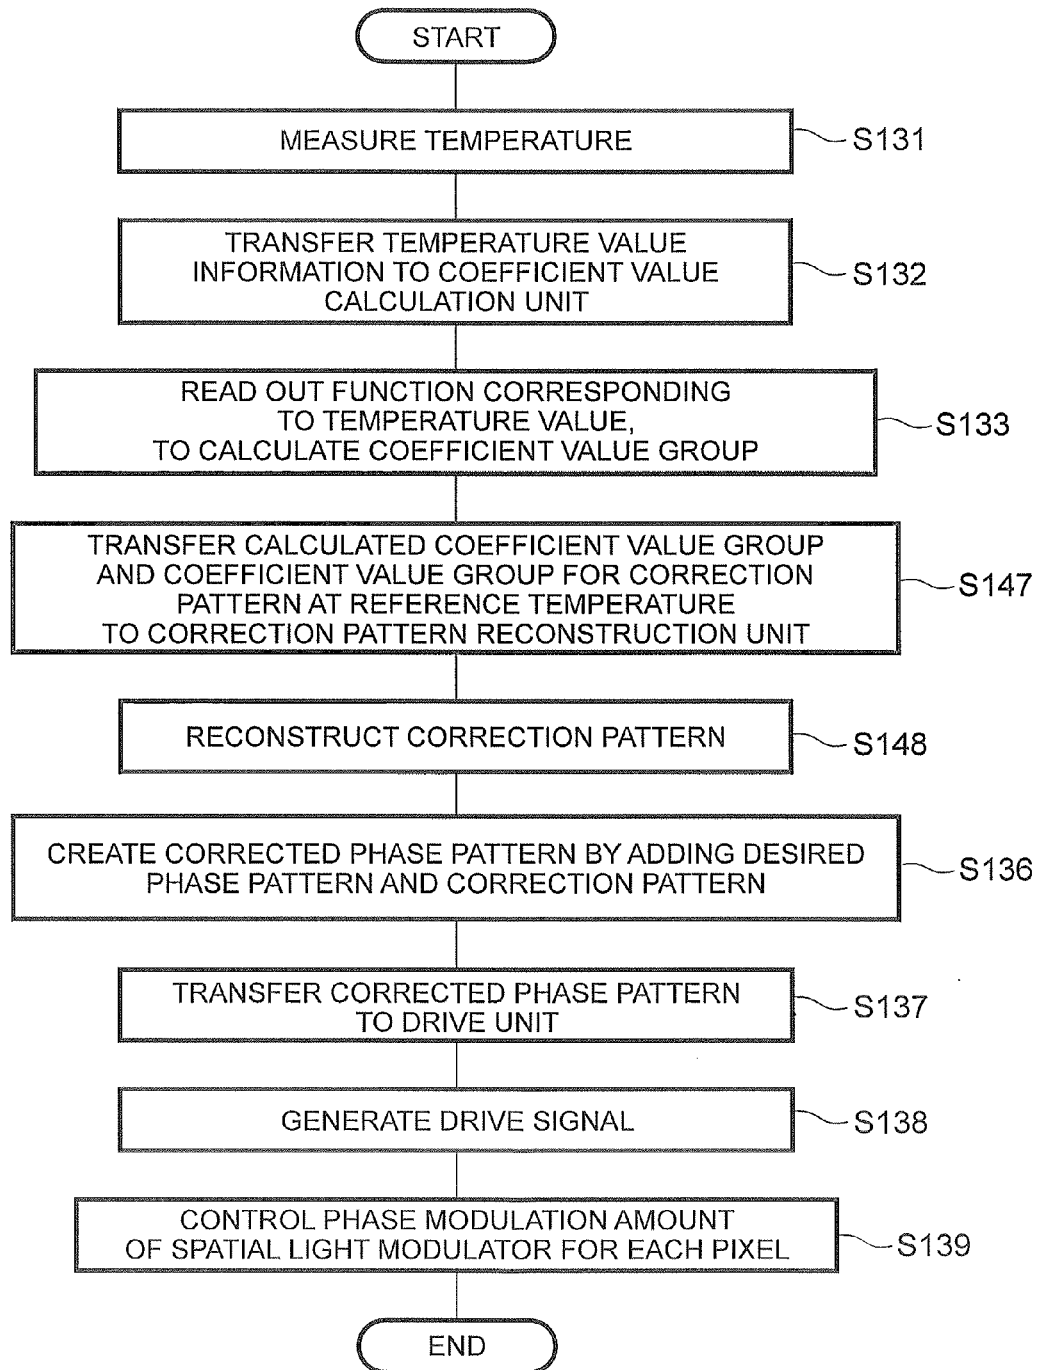 START
MEASURE TEMPERATURE
S131
TRANSFER TEMPERATURE VALUE
INFORMATION TO COEFFICIENT VALUE
CALCULATION UNIT
S132
READ OUT FUNCTION CORRESPONDING
TO TEMPERATURE VALUE,
TO CALCULATE COEFFICIENT VALUE GROUP
S133
TRANSFER CALCULATED COEFFICIENT VALUE GROUP
AND COEFFICIENT VALUE GROUP FOR CORRECTION
PATTERN AT REFERENCE TEMPERATURE
TO CORRECTION PATTERN RECONSTRUCTION UNIT
S147
RECONSTRUCT CORRECTION PATTERN
S148
CREATE CORRECTED PHASE PATTERN BY ADDING DESIRED
PHASE PATTERN AND CORRECTION PATTERN
S136
TRANSFER CORRECTED PHASE PATTERN
TO DRIVE UNIT
S137
GENERATE DRIVE SIGNAL
S138
CONTROL PHASE MODULATION AMOUNT
OF SPATIAL LIGHT MODULATOR FOR EACH PIXEL
S139
END